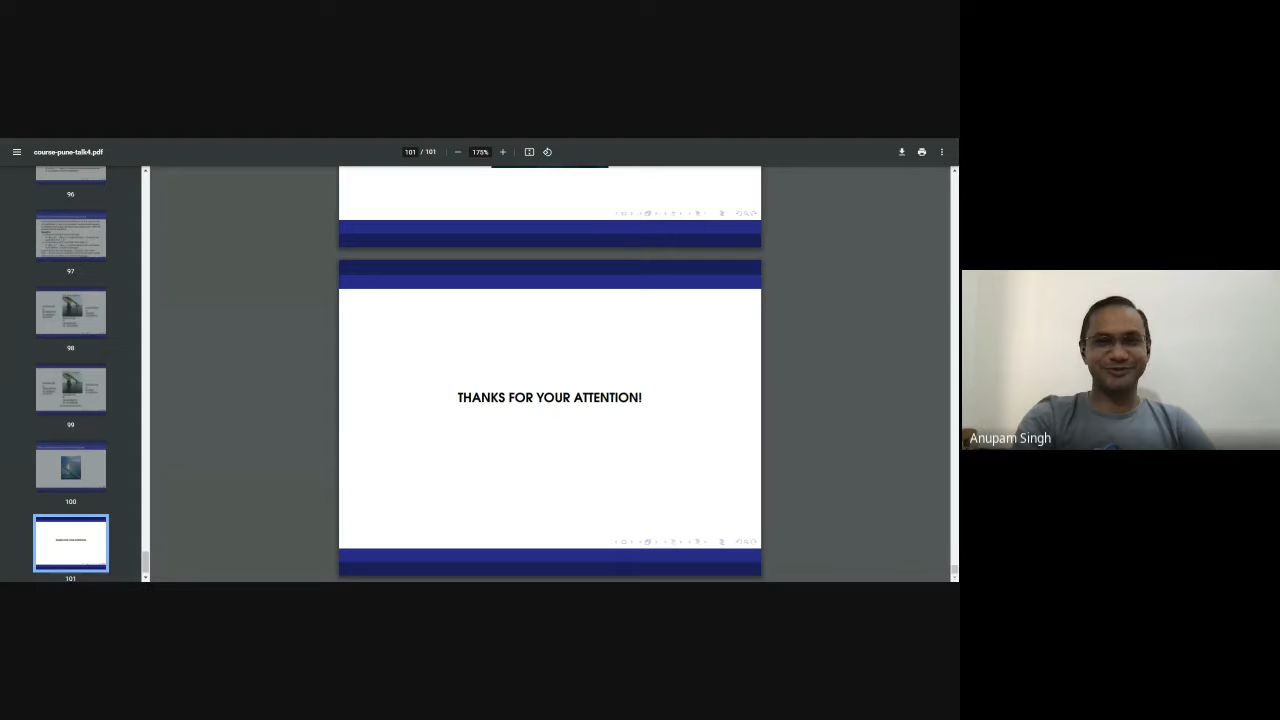 course-pune-talk4.pdf
101 / 101
175%
96
97
98
99
100
101
THANKS FOR YOUR ATTENTION!
Anupam Singh